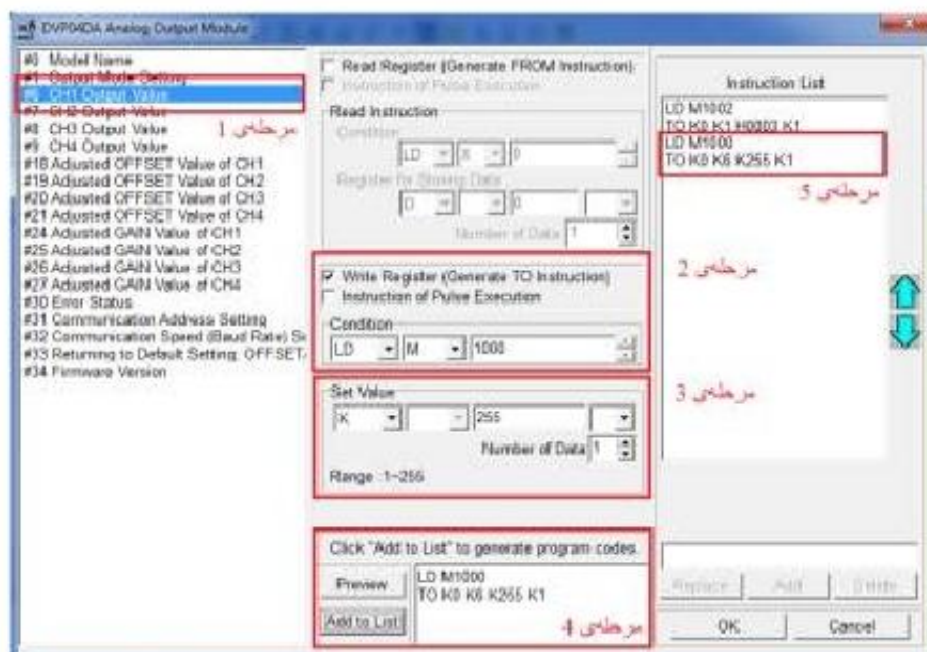 DVP04DA Analog Output Module
#0 Model Name
#1 Output Mode Setting
#6 CH1 Output Value
#7 CH2 Output Value
#8 CH3 Output Value
#9 CH4 Output Value
#18 Adjusted OFFSET Value of CH1
#19 Adjusted OFFSET Value of CH2
#20 Adjusted OFFSET Value of CH3
#21 Adjusted OFFSET Value of CH4
#24 Adjusted GAIN Value of CH1
#25 Adjusted GAIN Value of CH2
#26 Adjusted GAIN Value of CH3
#27 Adjusted GAIN Value of CH4
#30 Error Status
#31 Communication Address Setting
#32 Communication Speed (Baud Rate) S
#33 Returning to Default Setting: OFFSET
#34 Firmware Version
مرحله‌ی 1
Read Register (Generate FROM Instruction)
Instruction of Pulse Execution
Read Instruction
Condition
LD X 0
Register for Storing Data
D 0
Number of Data 1
Write Register (Generate TO Instruction)
Instruction of Pulse Execution
Condition
LD M 1000
مرحله‌ی 2
Set Value
K 255
Number of Data 1
Range :1~255
مرحله‌ی 3
Click "Add to List" to generate program codes.
Preview
Add to List
LD M1000
TO K0 K6 K255 K1
مرحله‌ی 4
Instruction List
LD M1002
TO K0 K1 H0003 K1
LD M1000
TO K0 K6 K255 K1
مرحله‌ی 5
Replace Add Delete
OK Cancel